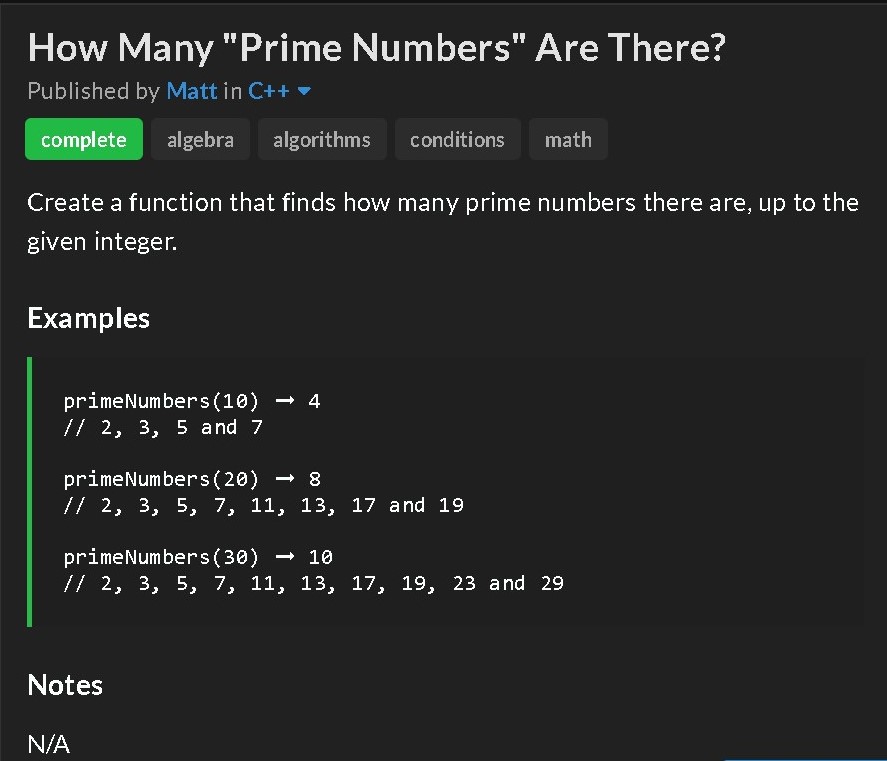 How Many "Prime Numbers" Are There?
Published by Matt in C++
complete algebra algorithms conditions math
Create a function that finds how many prime numbers there are, up to the
given integer.
Examples
primeNumbers(10) → 4
// 2, 3, 5 and 7
primeNumbers(20) → 8
// 2, 3, 5, 7, 11, 13, 17 and 19
primeNumbers(30) → 10
// 2, 3, 5, 7, 11, 13, 17, 19, 23 and 29
Notes
N/A